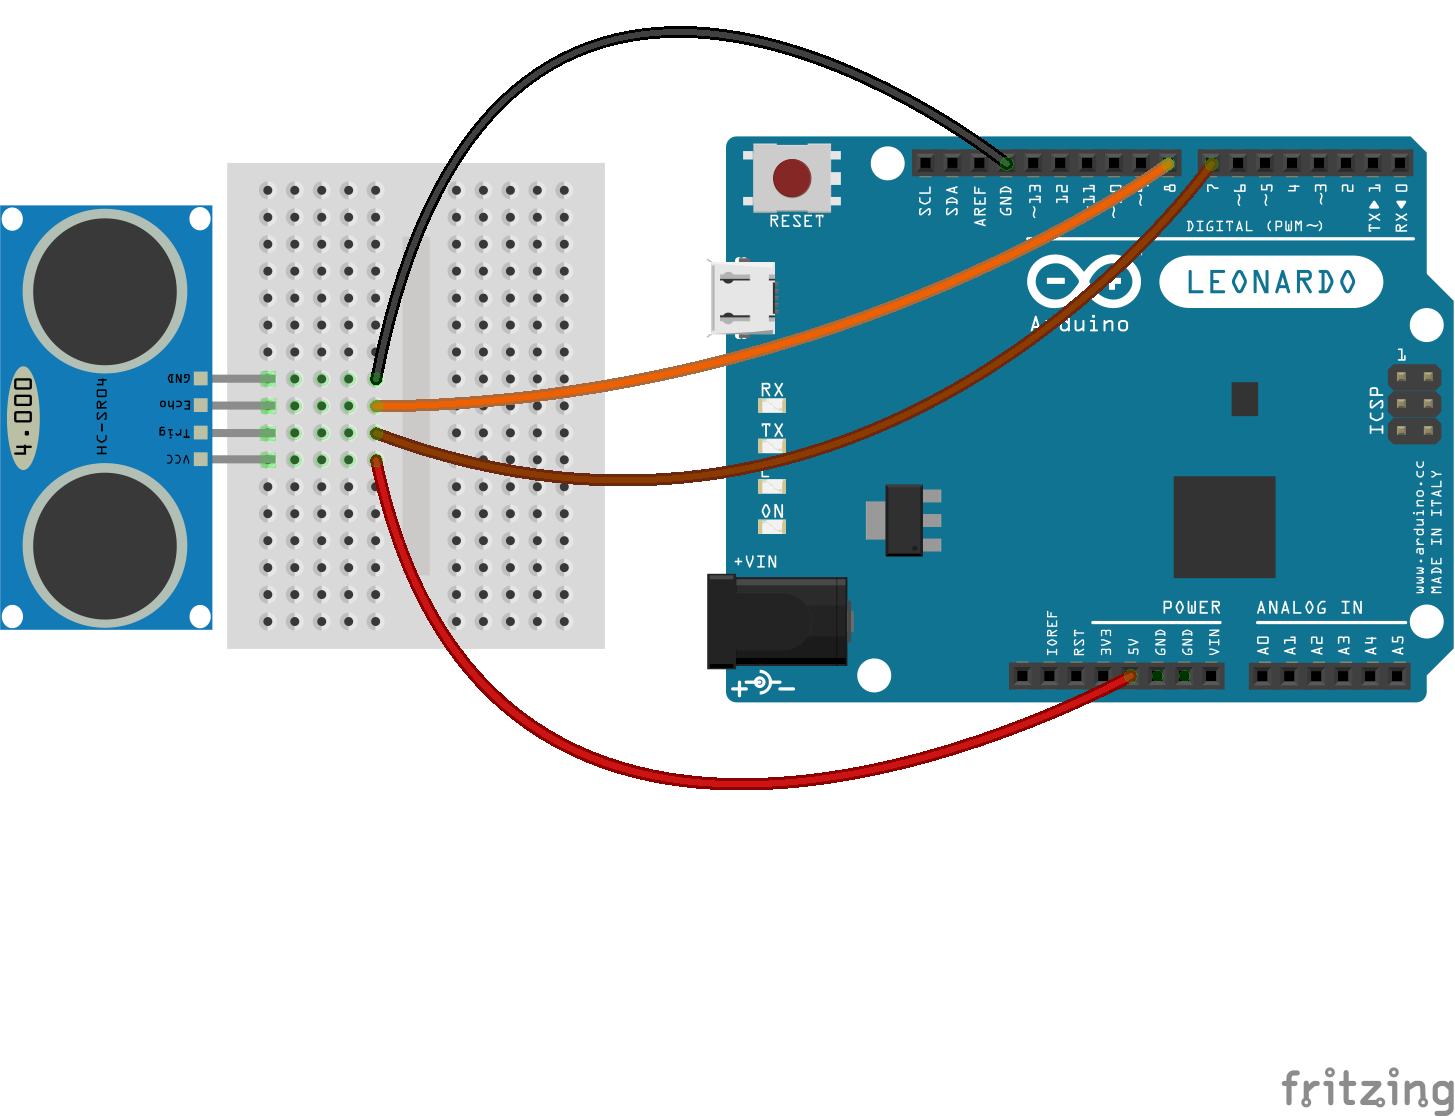 RESET
SCL
SDA
AREF
GND
~13
12
~11
8
7
~6
~5
4
~3
2
TX▶1
RX◀0
DIGITAL (PWM~)
LEONARDO
Arduino
GND
Echo
Trig
VCC
HC-SR04
4.000
RX
TX
ON
+VIN
1
ICSP
www.arduino.cc
MADE IN ITALY
POWER
ANALOG IN
IOREF
RST
3V3
5V
GND
GND
VIN
A0
A1
A2
A3
A4
A5
+ -
fritzing